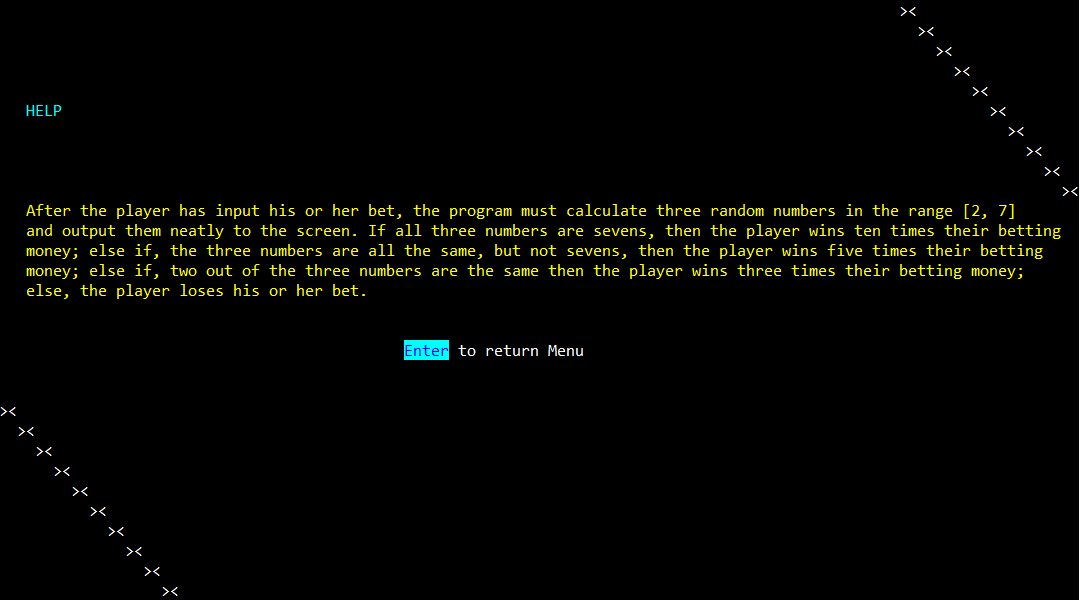 ><
><
><
><
><
HELP ><
><
><
><
><
After the player has input his or her bet, the program must calculate three random numbers in the range [2, 7]
and output them neatly to the screen. If all three numbers are sevens, then the player wins ten times their betting
money; else if, the three numbers are all the same, but not sevens, then the player wins five times their betting
money; else if, two out of the three numbers are the same then the player wins three times their betting money;
else, the player loses his or her bet.
Enter to return Menu
><
><
><
><
><
><
><
><
><
><